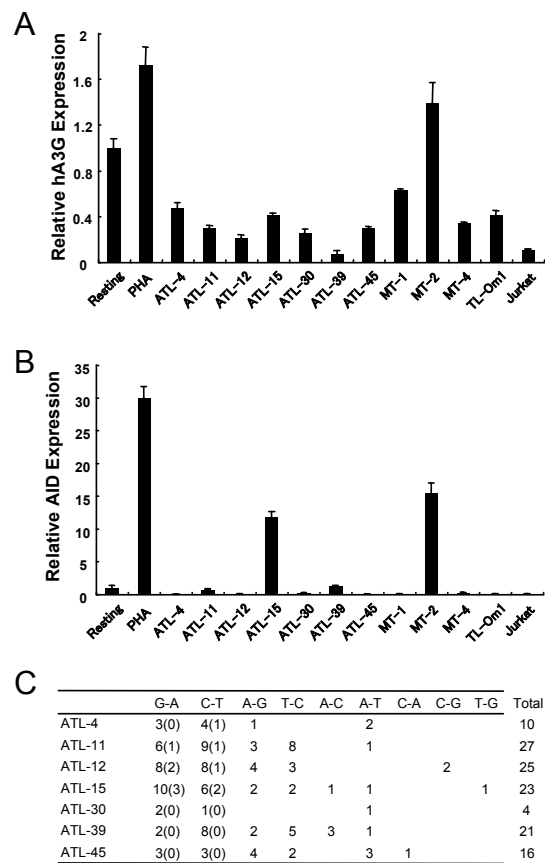 A
Relative hA3G Expression
2
1.6
1.2
0.8
0.4
0
Resting PHA ATL-4 ATL-11 ATL-12 ATL-15 ATL-30 ATL-39 ATL-45 MT-1 MT-2 MT-4 TL-Om1 Jurkat
B
Relative AID Expression
35
30
25
20
15
10
5
0
Resting PHA ATL-4 ATL-11 ATL-12 ATL-15 ATL-30 ATL-39 ATL-45 MT-1 MT-2 MT-4 TL-Om1 Jurkat
C
G-A C-T A-G T-C A-C A-T C-A C-G T-G Total
ATL-4 3(0) 4(1) 1 2 10
ATL-11 6(1) 9(1) 3 8 1 27
ATL-12 8(2) 8(1) 4 3 2 25
ATL-15 10(3) 6(2) 2 2 1 1 1 23
ATL-30 2(0) 1(0) 1 4
ATL-39 2(0) 8(0) 2 5 3 1 21
ATL-45 3(0) 3(0) 4 2 3 1 16